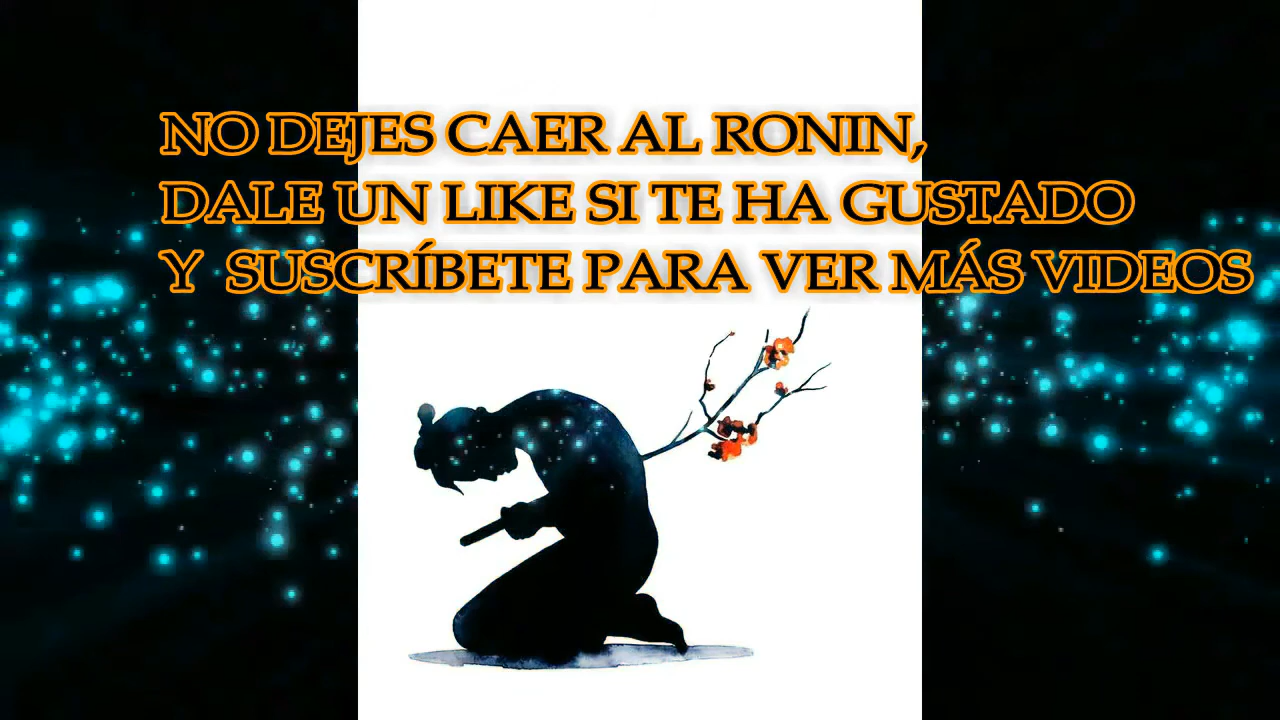 NO DEJES CAER AL RONIN,
DALE UN LIKE SI TE HA GUSTADO
Y SUSCRÍBETE PARA VER MÁS VIDEOS